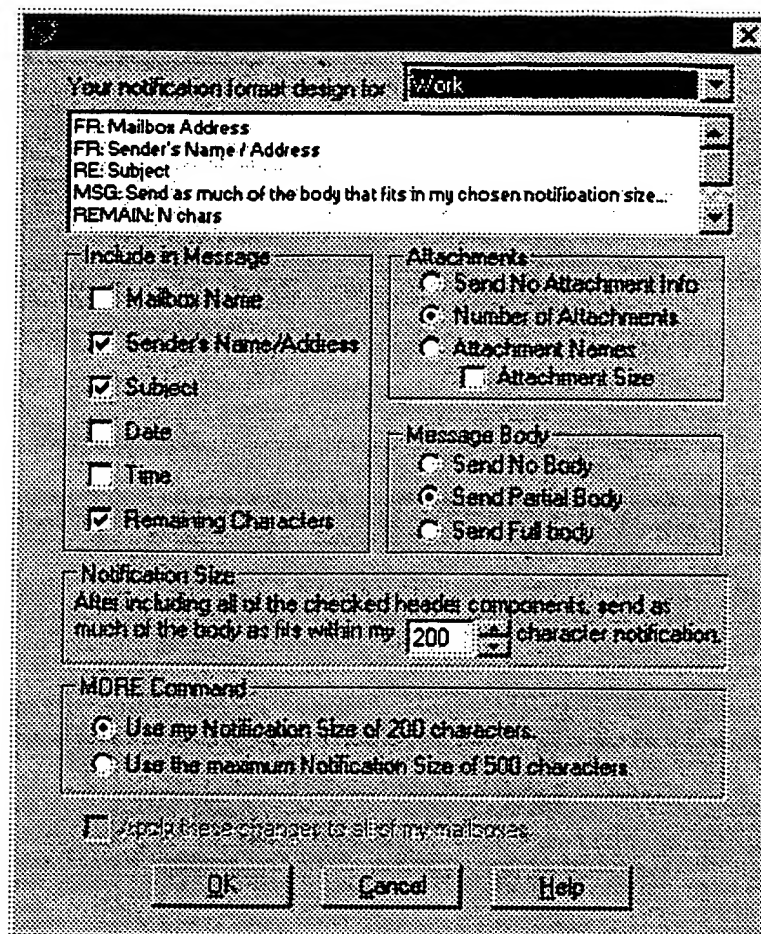 Your notification format design for Work
FR: Mailbox Address
FR: Sender's Name / Address
RE: Subject
MSG: Send as much of the body that fits in my chosen notification size...
REMAIN: N chars
Include in Message
Mailbox Name
Sender's Name/Address
Subject
Date
Time
Remaining Characters
Attachments
Send No Attachment Info
Number of Attachments
Attachment Names
Attachment Size
Message Body
Send No Body
Send Partial Body
Send Full body
Notification Size
After including all of the checked header components, send as
much of the body as fits within my 200 character notification.
MORE Command
Use my Notification Size of 200 characters.
Use the maximum Notification Size of 500 characters
Apply these changes to all of my mailboxes
OK
Cancel
Help